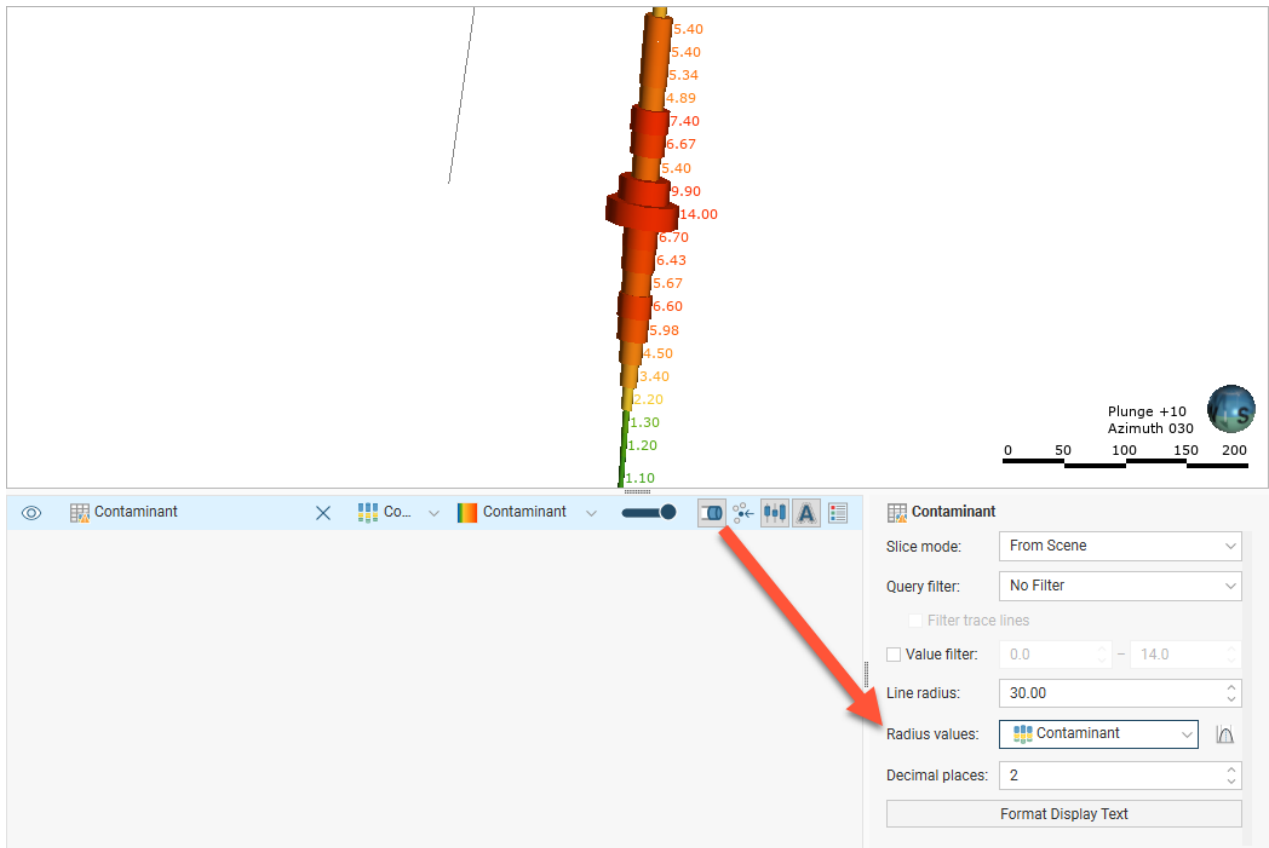 5.40
5.40
5.34
4.89
7.40
6.67
5.40
9.90
14.00
6.70
6.43
5.67
6.60
5.98
4.50
3.40
2.20
1.30
1.20
1.10
Plunge +10
Azimuth 030
0 50 100 150 200
Contaminant Co... Contaminant A
Contaminant
Slice mode: From Scene
Query filter: No Filter
Filter trace lines
Value filter: 0.0 – 14.0
Line radius: 30.00
Radius values: Contaminant
Decimal places: 2
Format Display Text